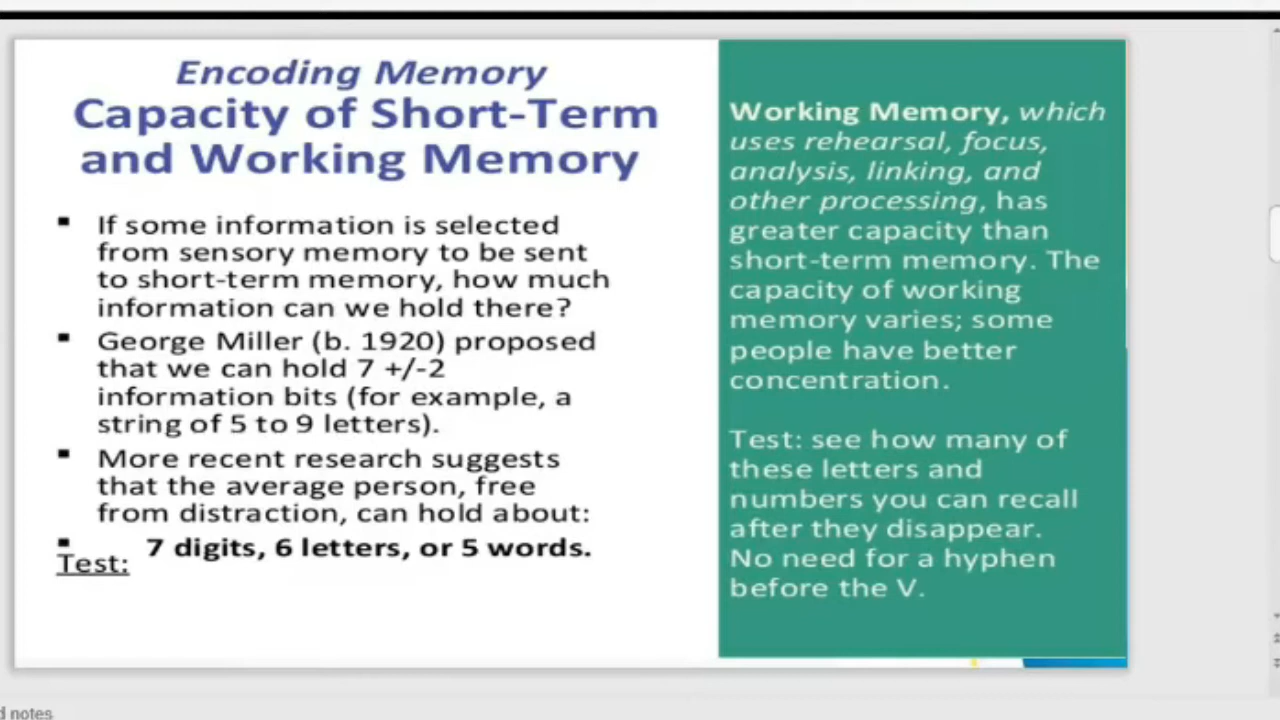 Encoding Memory
Capacity of Short-Term
and Working Memory
▪ If some information is selected
from sensory memory to be sent
to short-term memory, how much
information can we hold there?
▪ George Miller (b. 1920) proposed
that we can hold 7 +/-2
information bits (for example, a
string of 5 to 9 letters).
▪ More recent research suggests
that the average person, free
from distraction, can hold about:
▪ 7 digits, 6 letters, or 5 words.
Test:
Working Memory, which
uses rehearsal, focus,
analysis, linking, and
other processing, has
greater capacity than
short-term memory. The
capacity of working
memory varies; some
people have better
concentration.
Test: see how many of
these letters and
numbers you can recall
after they disappear.
No need for a hyphen
before the V.
d notes